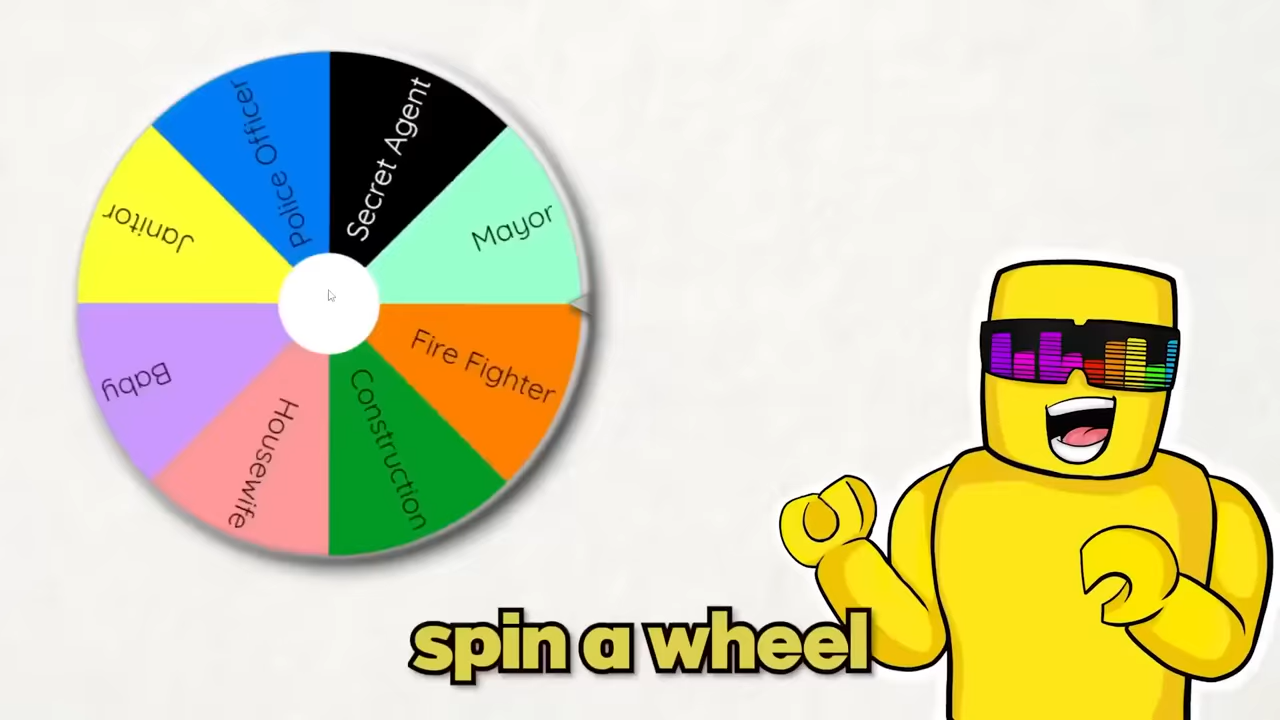 Secret Agent
Mayor
Fire Fighter
Construction
Housewife
Baby
Janitor
Police Officer
spin a wheel